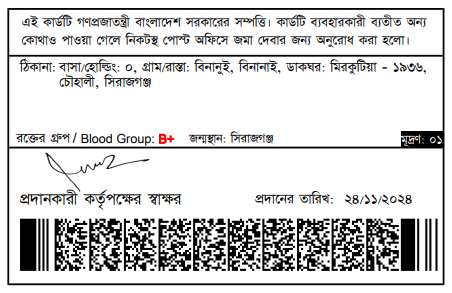 এই কার্ডটি গণপ্রজাতন্ত্রী বাংলাদেশ সরকারের সম্পত্তি। কার্ডটি ব্যবহারকারী ব্যতীত অন্য
কোথাও পাওয়া গেলে নিকটস্থ পোস্ট অফিসে জমা দেবার জন্য অনুরোধ করা হলো।
ঠিকানা: বাসা/হোল্ডিং: ০, গ্রাম/রাস্তা: বিনানুই, বিনানাই, ডাকঘর: মিরকুটিয়া - ১৯৩৬,
চৌহালী, সিরাজগঞ্জ
রক্তের গ্রুপ / Blood Group: B+ জন্মস্থান: সিরাজগঞ্জ মুদ্রণ: ০১
প্রদানকারী কর্তৃপক্ষের স্বাক্ষর প্রদানের তারিখ: ২৪/১১/২০২৪